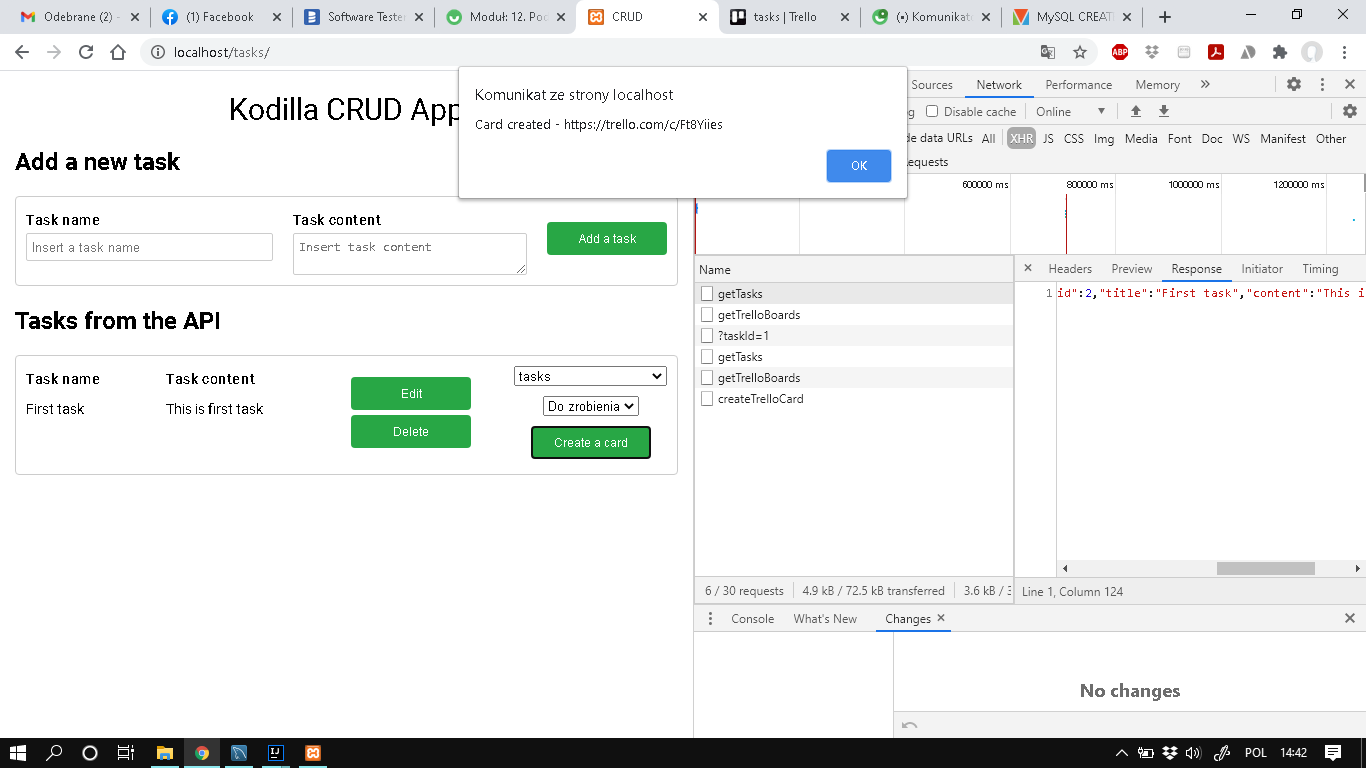 Odebrane (2) -
(1) Facebook
Software Tester
Moduł: 12. Pod
CRUD
tasks | Trello
(•) Komunikato
MySQL CREAT
localhost/tasks/
ABP
Kodilla CRUD App
Komunikat ze strony localhost
Card created - https://trello.com/c/Ft8Yiies
OK
Sources
Network
Performance
Memory
Disable cache
Online
de data URLs
All
XHR
JS
CSS
Img
Media
Font
Doc
WS
Manifest
Other
equests
600000 ms
800000 ms
1000000 ms
1200000 ms
Add a new task
Task name
Insert a task name
Task content
Insert task content
Add a task
Tasks from the API
Task name
Task content
First task
This is first task
Edit
Delete
tasks
Do zrobienia
Create a card
Name
getTasks
getTrelloBoards
?taskId=1
getTasks
getTrelloBoards
createTrelloCard
Headers
Preview
Response
Initiator
Timing
1 id":2,"title":"First task","content":"This i
6 / 30 requests
4.9 kB / 72.5 kB transferred
3.6 kB / 3
Line 1, Column 124
Console
What's New
Changes
No changes
POL
14:42